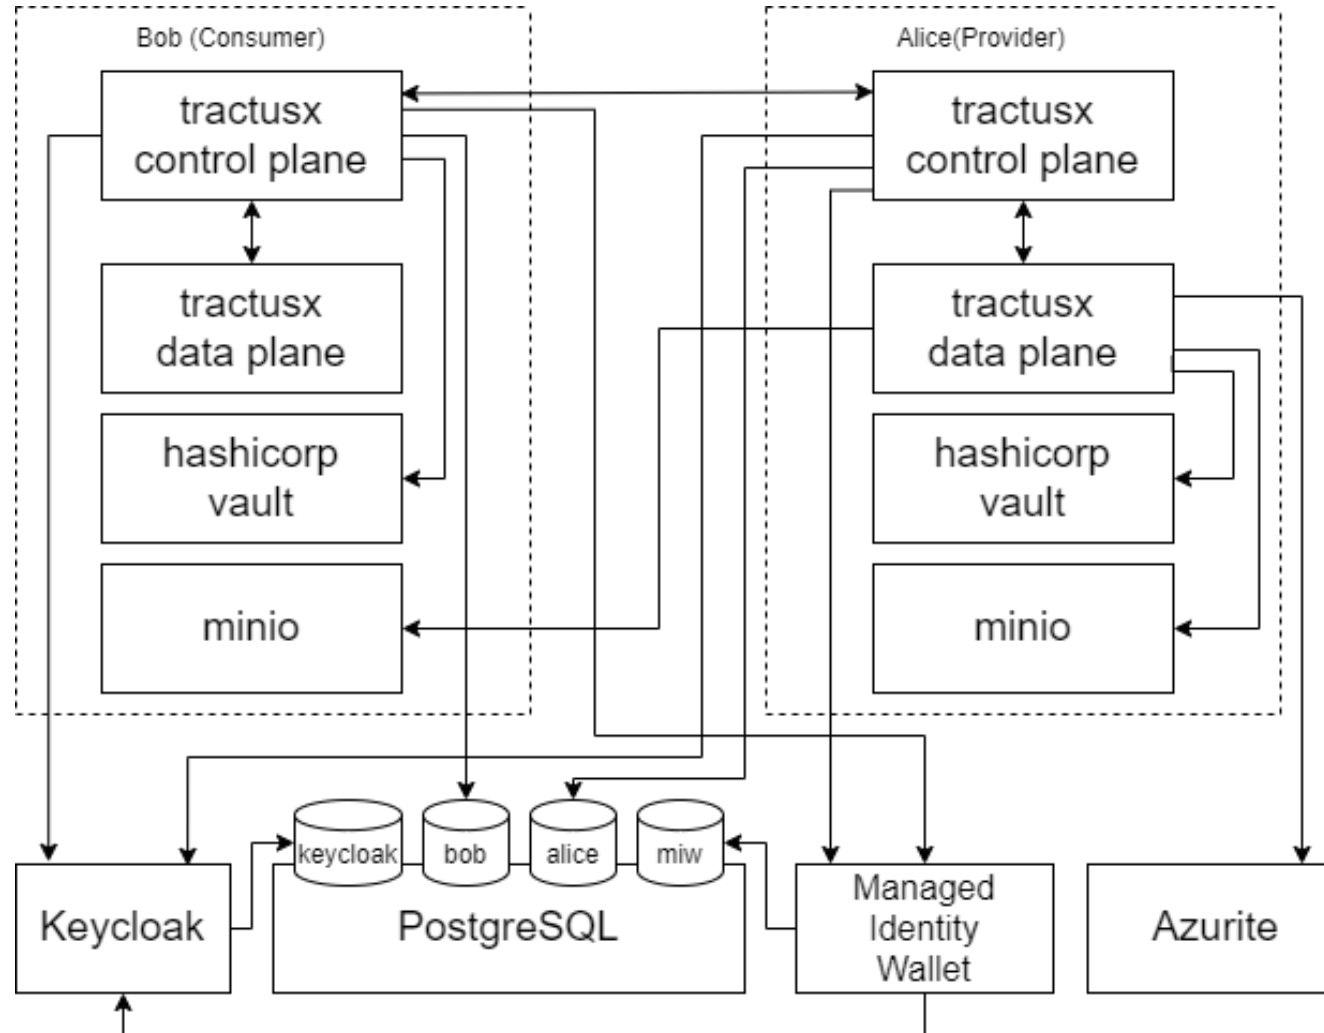 Bob (Consumer)
tractusx
control plane
tractusx
data plane
hashicorp
vault
minio
Alice(Provider)
tractusx
control plane
tractusx
data plane
hashicorp
vault
minio
Keycloak
keycloak
bob
alice
miw
PostgreSQL
Managed
Identity
Wallet
Azurite